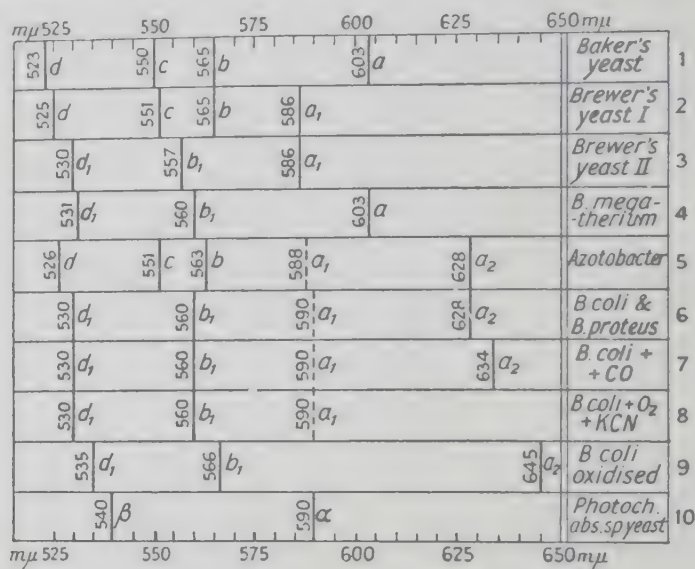 mμ 525 550 575 600 625 650 mμ
523 d 550 c 565 b 603 a Baker's yeast 1
525 d 551 c 565 b 586 a₁ Brewer's yeast I 2
530 d₁ 557 b₁ 586 a₁ Brewer's yeast II 3
531 d₁ 560 b₁ 603 a B. mega-therium 4
526 d 551 c 563 b 588 a₁ 628 a₂ Azotobacter 5
530 d₁ 560 b₁ 590 a₁ 628 a₂ B coli & B. proteus 6
530 d₁ 560 b₁ 590 a₁ 634 a₂ B. coli + + CO 7
530 d₁ 560 b₁ 590 a₁ B coli + O₂ + KCN 8
535 d₁ 566 b₁ 645 a₂ B coli oxidised 9
540 β 590 α Photoch. abs. sp yeast 10
mμ 525 550 575 600 625 650 mμ